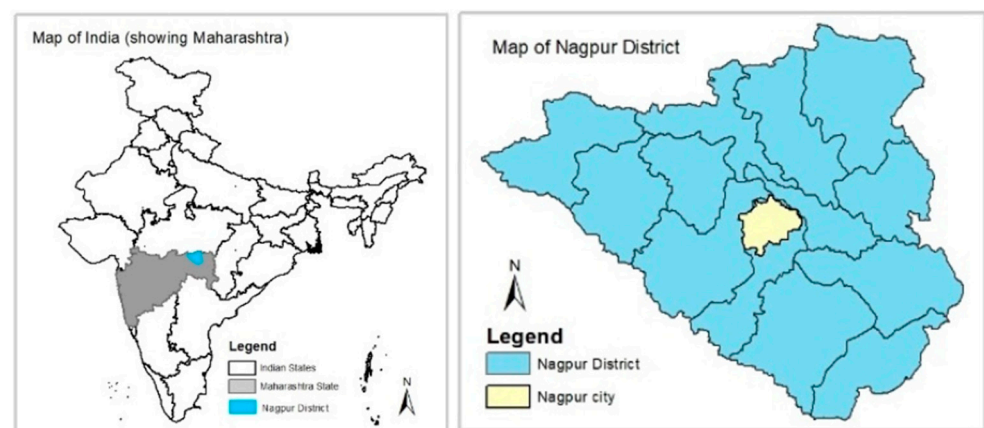 Map of India (showing Maharashtra)
N
Legend
Indian States
Maharashtra State
Nagpur District
Map of Nagpur District
N
Legend
Nagpur District
Nagpur city